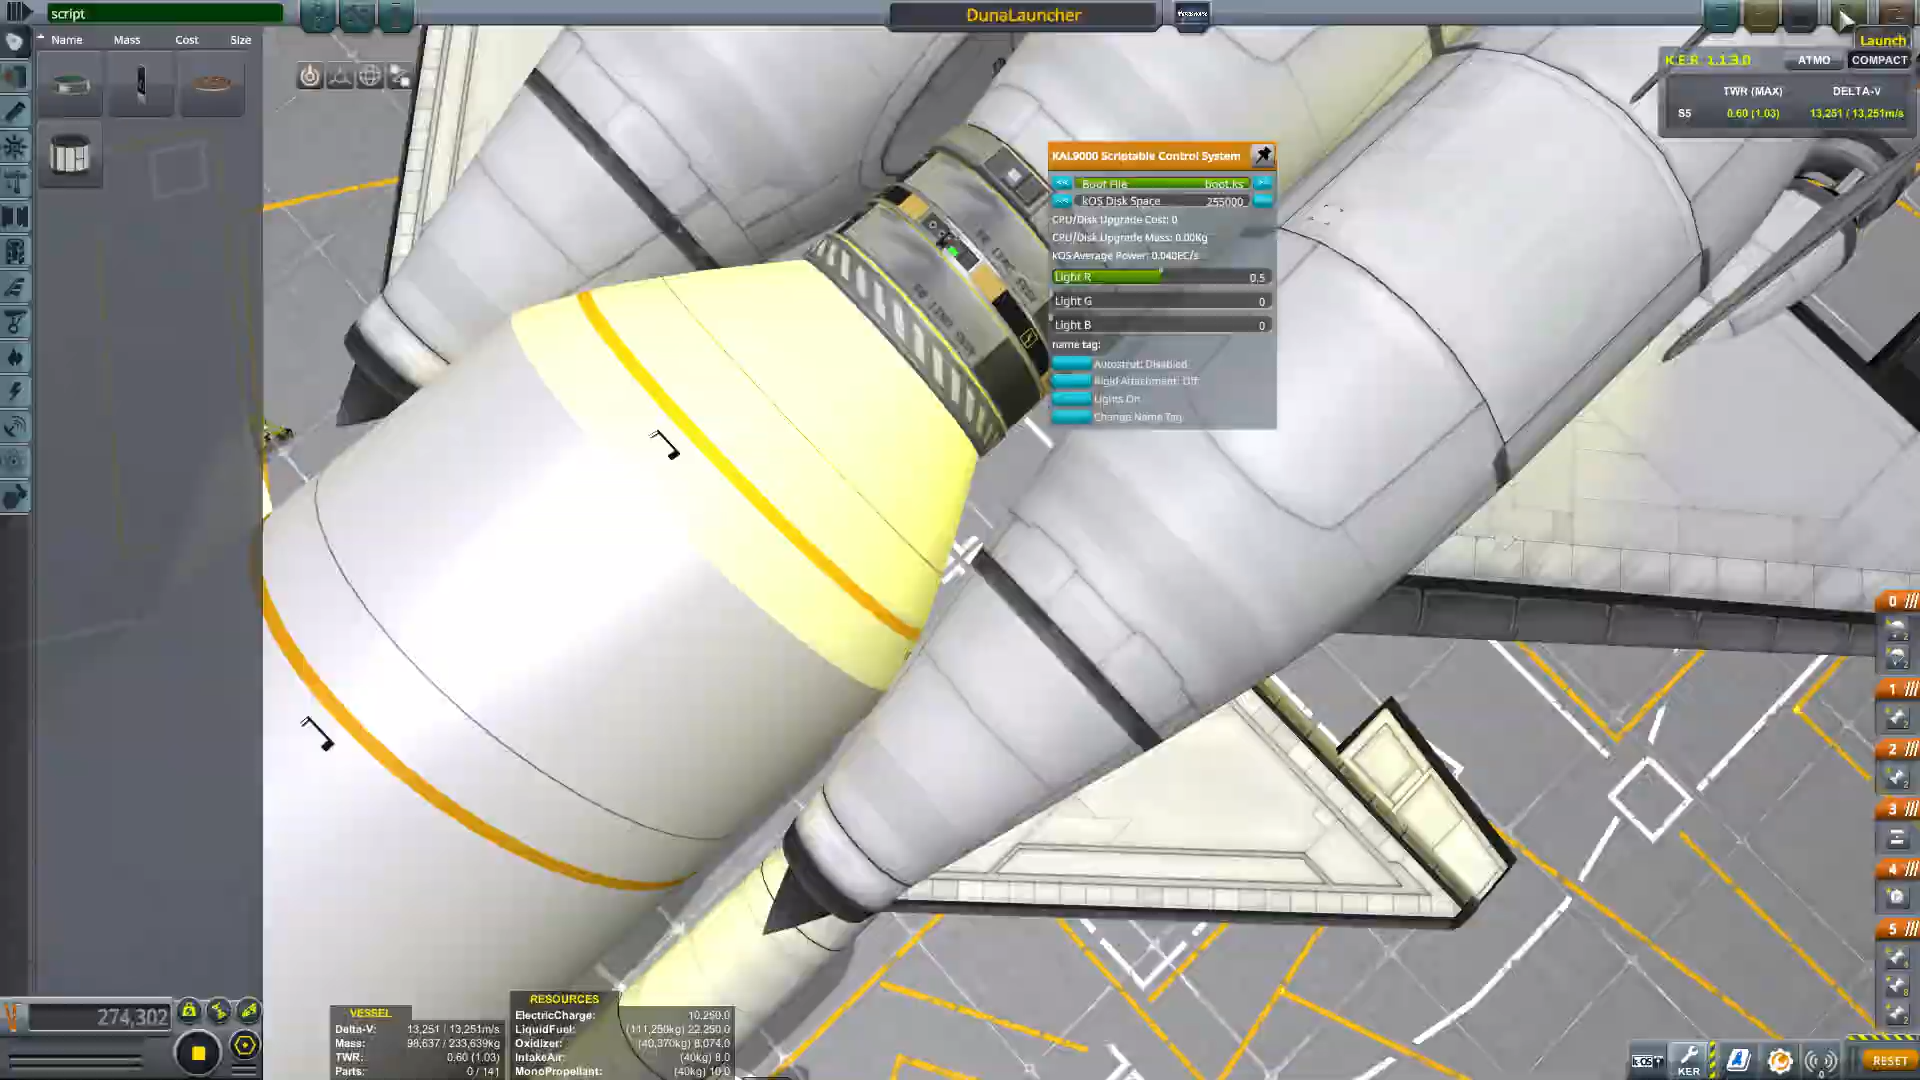 script
DunaLauncher
Launch
Name Mass Cost Size
K.E.R. 1.1.3.0 ATMO COMPACT
TWR (MAX) DELTA-V
S5 0.60 (1.03) 13,251 / 13,251m/s
KAL9000 Scriptable Control System
<< Boot File boot.ks >>
<< kOS Disk Space 255000
CPU/Disk Upgrade Cost: 0
CPU/Disk Upgrade Mass: 0.00Kg
kOS Average Power: 0.040EC/s
Light R 0.5
Light G 0
Light B 0
name tag:
Autostrut: Disabled
Rigid Attachment: Off
Lights On
Change Name Tag
0
1
2
3
4
5
274,302
VESSEL
Delta-V: 13,251 / 13,251m/s
Mass: 98,637 / 233,639kg
TWR: 0.60 (1.03)
Parts: 0 / 141
RESOURCES
ElectricCharge: 10,250.0
LiquidFuel: (111,250kg) 22,250.0
Oxidizer: (40,370kg) 8,074.0
IntakeAir: (40kg) 8.0
MonoPropellant: (40kg) 10.0
kOS
KER
0
RESET